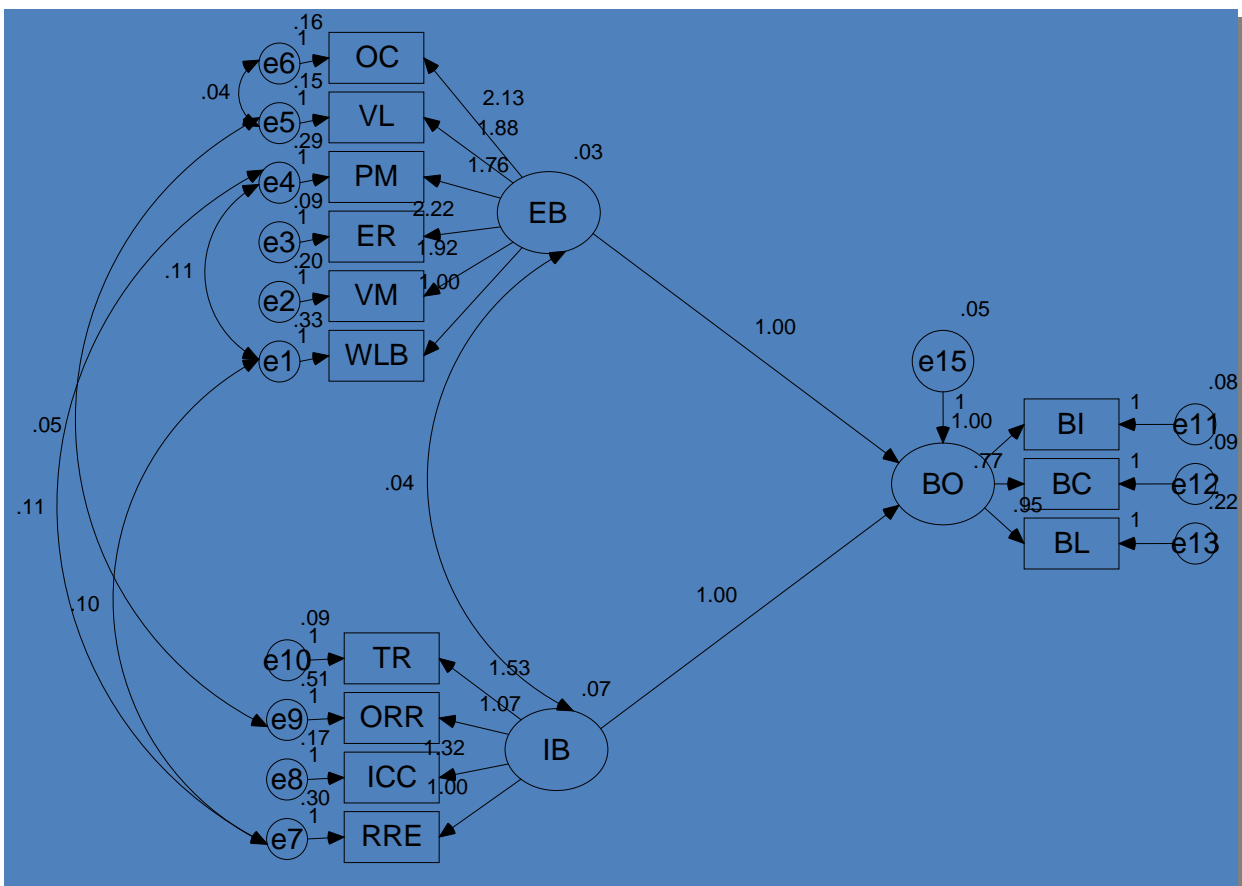 .16
1
e6
OC
.04
.15
1
e5
VL
.29
1
e4
PM
.09
1
e3
ER
.20
1
e2
VM
.33
1
e1
WLB
2.13
1.88
1.76
2.22
1.92
1.00
.03
EB
.11
.05
.11
.10
.04
1.00
1.00
.05
e15
1
BO
1.00
.77
.95
BI
1
.08
e11
BC
1
.09
e12
BL
1
.22
e13
.09
1
e10
TR
.51
1
e9
ORR
.17
1
e8
ICC
.30
1
e7
RRE
1.53
1.07
1.32
1.00
.07
IB